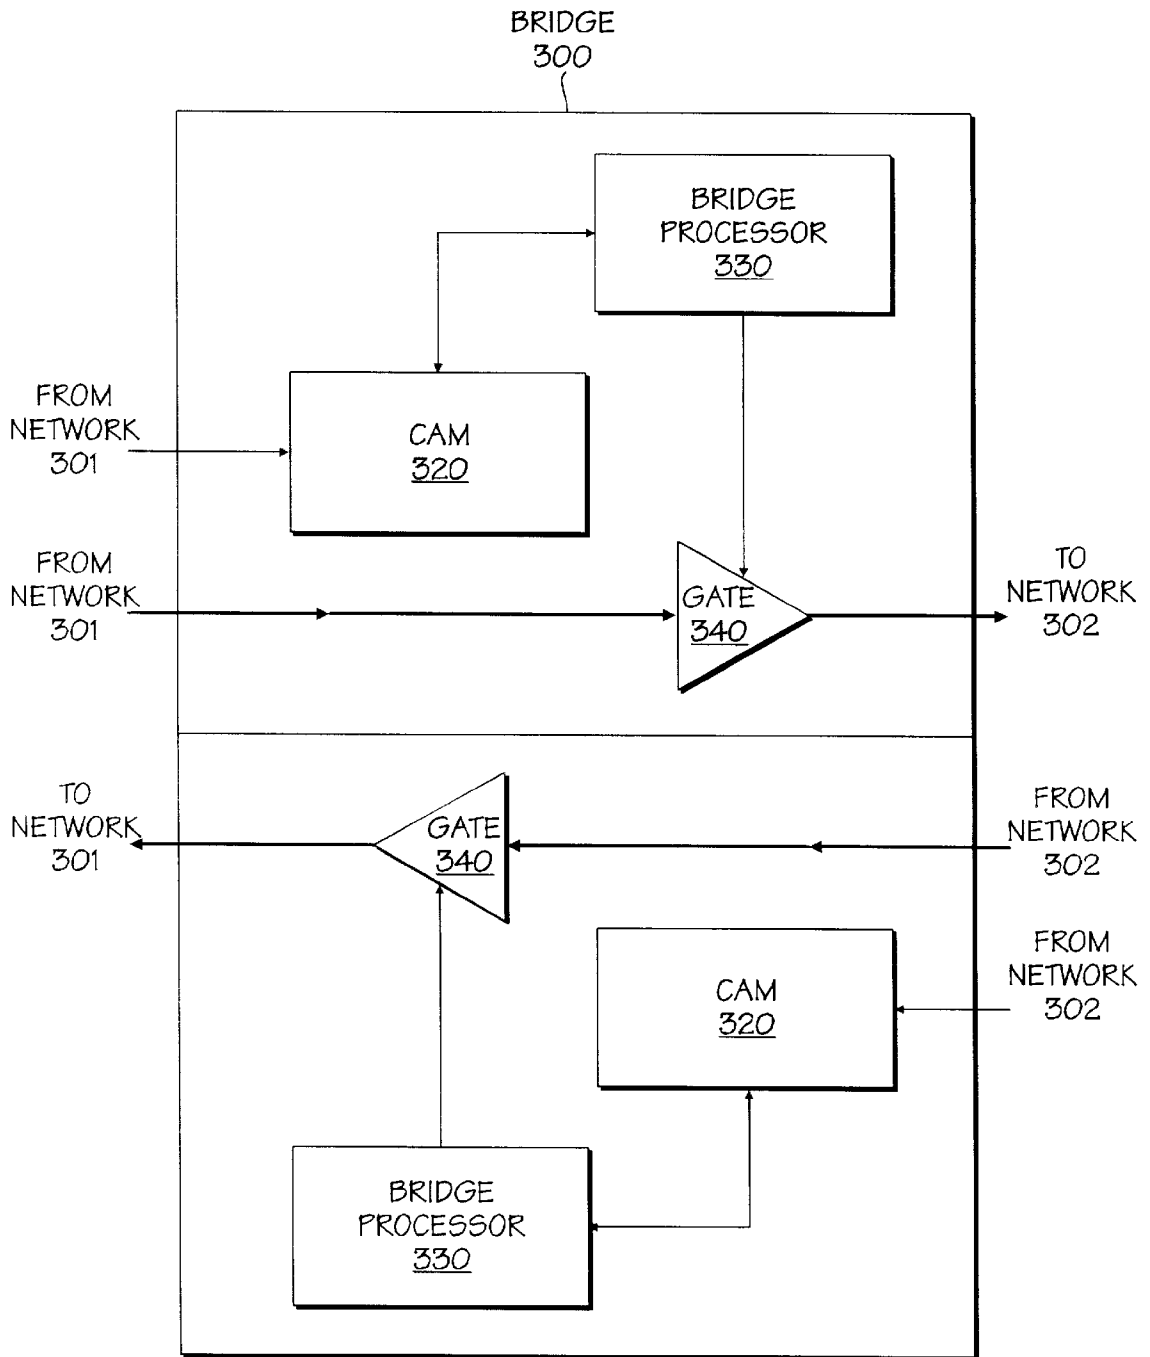 BRIDGE
300
BRIDGE
PROCESSOR
330
FROM
NETWORK
301
CAM
320
FROM
NETWORK
301
GATE
340
TO
NETWORK
302
TO
NETWORK
301
GATE
340
FROM
NETWORK
302
CAM
320
FROM
NETWORK
302
BRIDGE
PROCESSOR
330